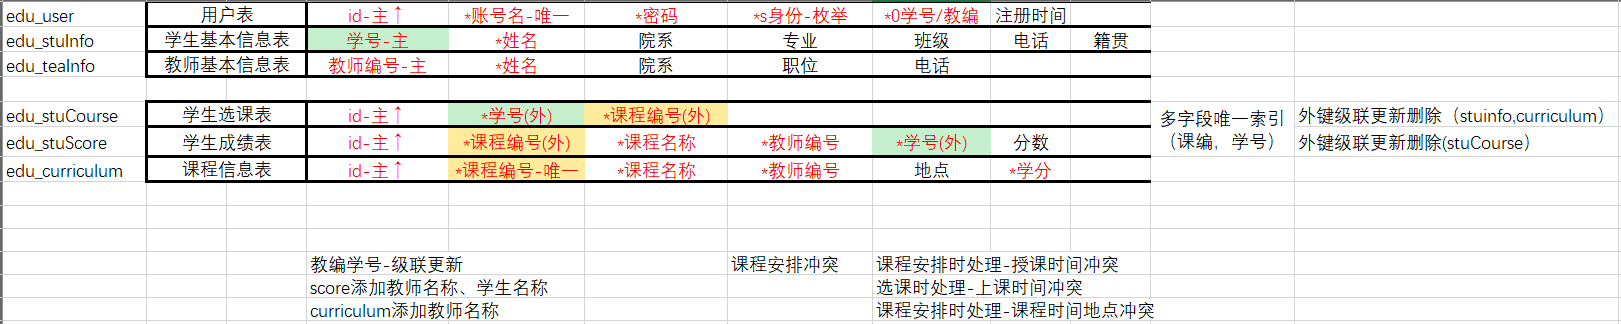 edu_user 用户表 id-主↑ *账号名-唯一 *密码 *s身份-枚举 *0学号/教编 注册时间
edu_stuInfo 学生基本信息表 学号-主 *姓名 院系 专业 班级 电话 籍贯
edu_teaInfo 教师基本信息表 教师编号-主 *姓名 院系 职位 电话
edu_stuCourse 学生选课表 id-主↑ *学号(外) *课程编号(外) 多字段唯一索引 外键级联更新删除（stuinfo,curriculum）
edu_stuScore 学生成绩表 id-主↑ *课程编号(外) *课程名称 *教师编号 *学号(外) 分数 （课编，学号） 外键级联更新删除(stuCourse)
edu_curriculum 课程信息表 id-主↑ *课程编号-唯一 *课程名称 *教师编号 地点 *学分
教编学号-级联更新 课程安排冲突 课程安排时处理-授课时间冲突
score添加教师名称、学生名称 选课时处理-上课时间冲突
curriculum添加教师名称 课程安排时处理-课程时间地点冲突